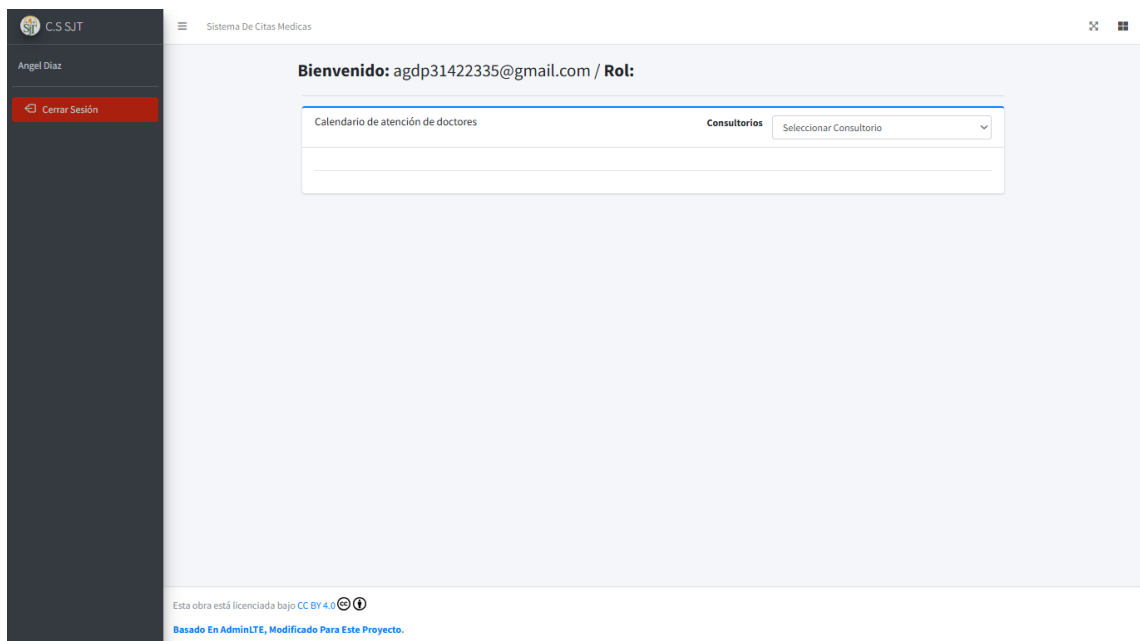 SJT C.S SJT
Sistema De Citas Medicas
Angel Diaz
Cerrar Sesión
Bienvenido: agdp31422335@gmail.com / Rol:
Calendario de atención de doctores
Consultorios
Seleccionar Consultorio
Esta obra está licenciada bajo CC BY 4.0
Basado En AdminLTE, Modificado Para Este Proyecto.